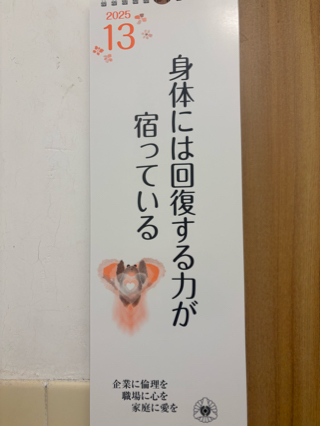 2025
13
身体には回復する力が
宿っている
企業に倫理を
職場に心を
家庭に愛を